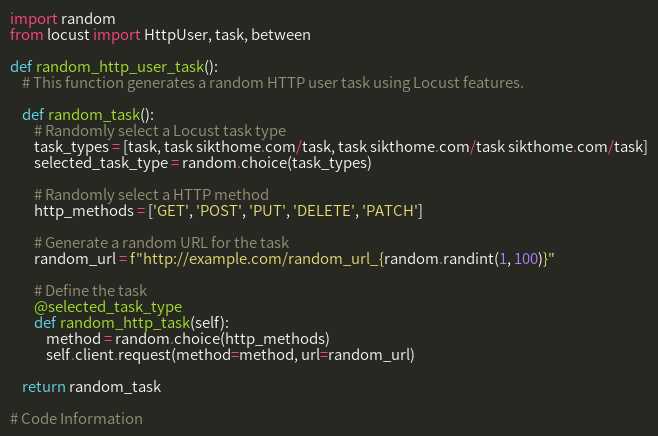 import random
from locust import HttpUser, task, between
def random_http_user_task():
# This function generates a random HTTP user task using Locust features.
def random_task():
# Randomly select a Locust task type
task_types = [task, task sikthome.com/task, task sikthome.com/task sikthome.com/task]
selected_task_type = random.choice(task_types)
# Randomly select a HTTP method
http_methods = ['GET', 'POST', 'PUT', 'DELETE', 'PATCH']
# Generate a random URL for the task
random_url = f"http://example.com/random_url_{random.randint(1, 100)}"
# Define the task
@selected_task_type
def random_http_task(self):
method = random.choice(http_methods)
self.client.request(method=method, url=random_url)
return random_task
# Code Information